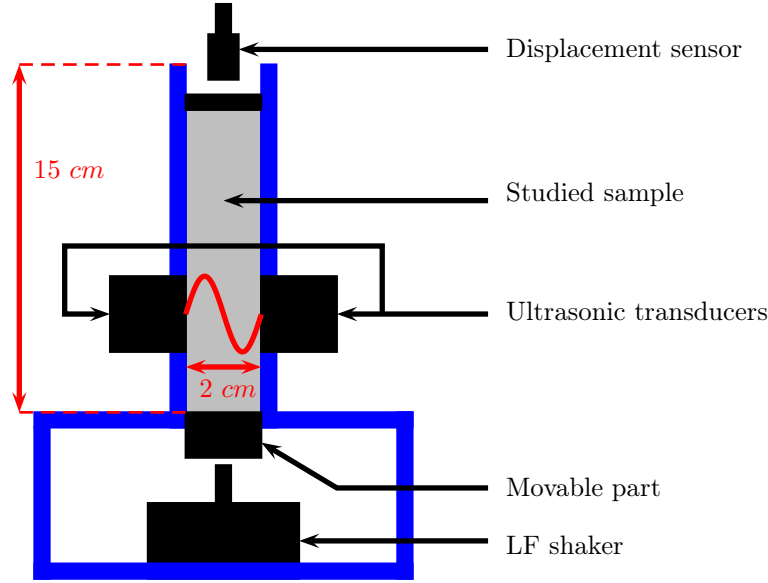 Displacement sensor
15 cm
Studied sample
Ultrasonic transducers
2 cm
Movable part
LF shaker